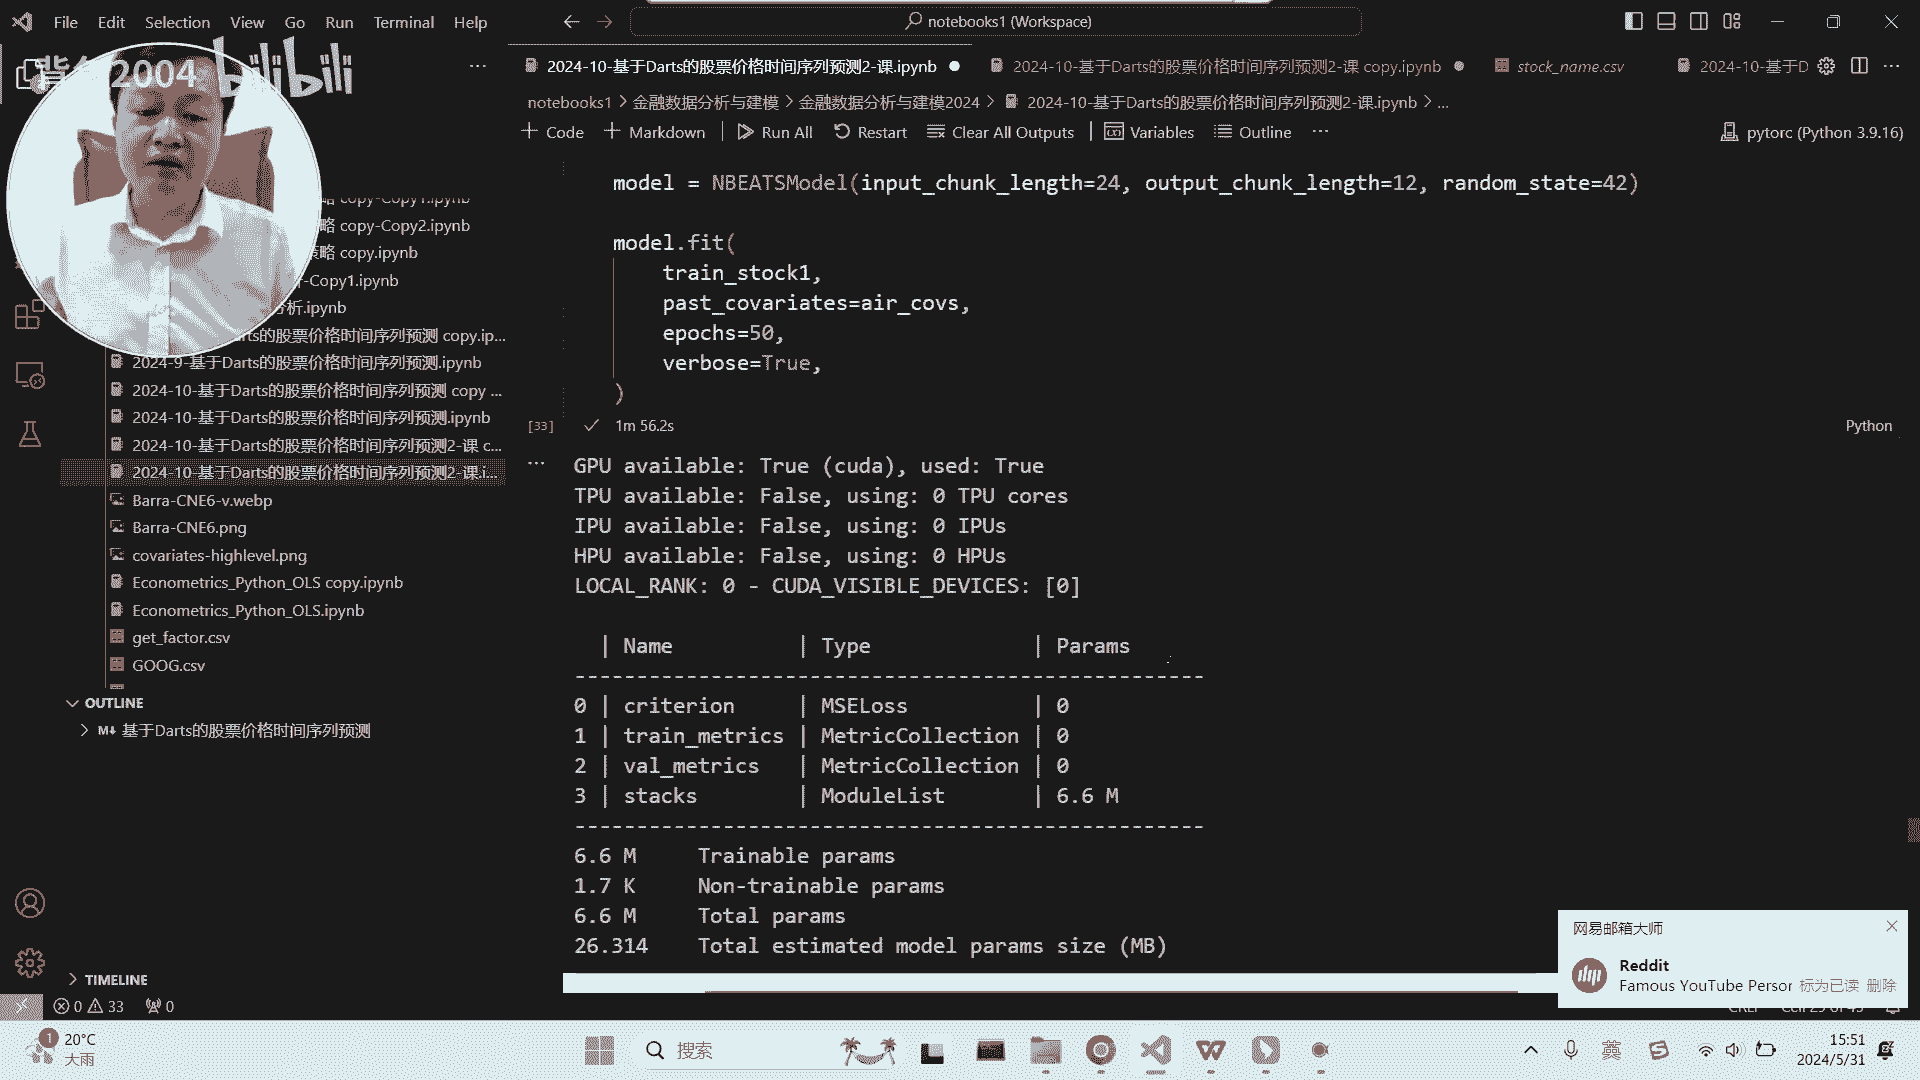 File Edit Selection View Go Run Terminal Help
notebooks1 (Workspace)
2004 bilibili
2024-10-基于Darts的股票价格时间序列预测2-课.ipynb
2024-10-基于Darts的股票价格时间序列预测2-课 copy.ipynb
stock_name.csv
2024-10-基于D
notebooks1 > 金融数据分析与建模 > 金融数据分析与建模2024 > 2024-10-基于Darts的股票价格时间序列预测2-课.ipynb > ...
+ Code + Markdown Run All Restart Clear All Outputs Variables Outline ...
pytorc (Python 3.9.16)
略 copy-Copy1.ipynb
略 copy-Copy2.ipynb
策略 copy.ipynb
-Copy1.ipynb
分析.ipynb
arts的股票价格时间序列预测 copy.ip...
2024-9-基于Darts的股票价格时间序列预测.ipynb
2024-10-基于Darts的股票价格时间序列预测 copy ...
2024-10-基于Darts的股票价格时间序列预测.ipynb
2024-10-基于Darts的股票价格时间序列预测2-课 c...
2024-10-基于Darts的股票价格时间序列预测2-课.i...
Barra-CNE6-v.webp
Barra-CNE6.png
covariates-highlevel.png
Econometrics_Python_OLS copy.ipynb
Econometrics_Python_OLS.ipynb
get_factor.csv
GOOG.csv
OUTLINE
M↓ 基于Darts的股票价格时间序列预测
TIMELINE
model = NBEATSModel(input_chunk_length=24, output_chunk_length=12, random_state=42)
model.fit(
train_stock1,
past_covariates=air_covs,
epochs=50,
verbose=True,
)
[33] 1m 56.2s
Python
GPU available: True (cuda), used: True
TPU available: False, using: 0 TPU cores
IPU available: False, using: 0 IPUs
HPU available: False, using: 0 HPUs
LOCAL_RANK: 0 - CUDA_VISIBLE_DEVICES: [0]
| Name | Type | Params
-----------------------------------------------
0 | criterion | MSELoss | 0
1 | train_metrics | MetricCollection | 0
2 | val_metrics | MetricCollection | 0
3 | stacks | ModuleList | 6.6 M
-----------------------------------------------
6.6 M Trainable params
1.7 K Non-trainable params
6.6 M Total params
26.314 Total estimated model params size (MB)
网易邮箱大师
Reddit
Famous YouTube Person 标为已读 删除
0 33 0
20°C
大雨
搜索
英
15:51
2024/5/31